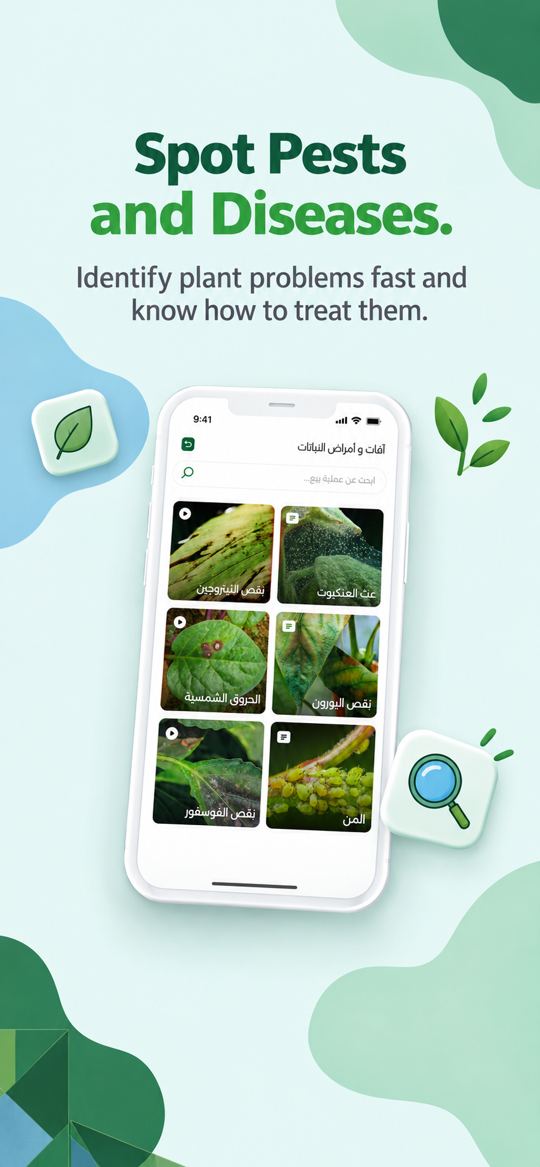 Spot Pests
and Diseases.
Identify plant problems fast and
know how to treat them.
9:41
آفات و أمراض النباتات
ابحث عن عملية بيع...
عث العنكبوت
نقص النيتروجين
نقص البورون
الحروق الشمسية
المن
نقص الفوسفور